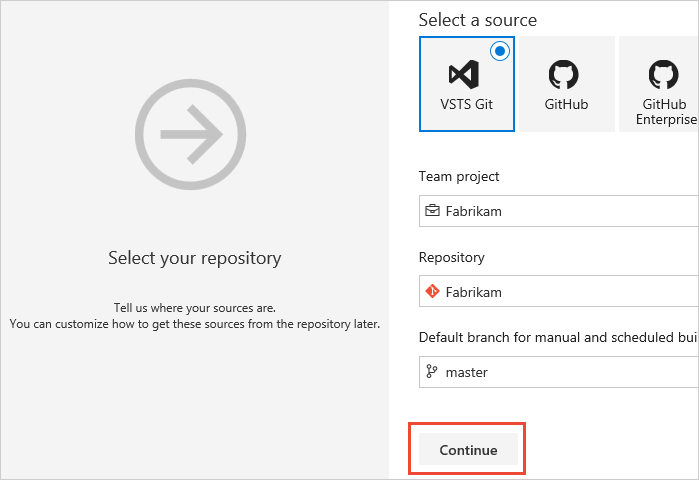 Select your repository
Tell us where your sources are.
You can customize how to get these sources from the repository later.
Select a source
VSTS Git
GitHub
GitHub
Enterprise
Team project
Fabrikam
Repository
Fabrikam
Default branch for manual and scheduled bui
master
Continue